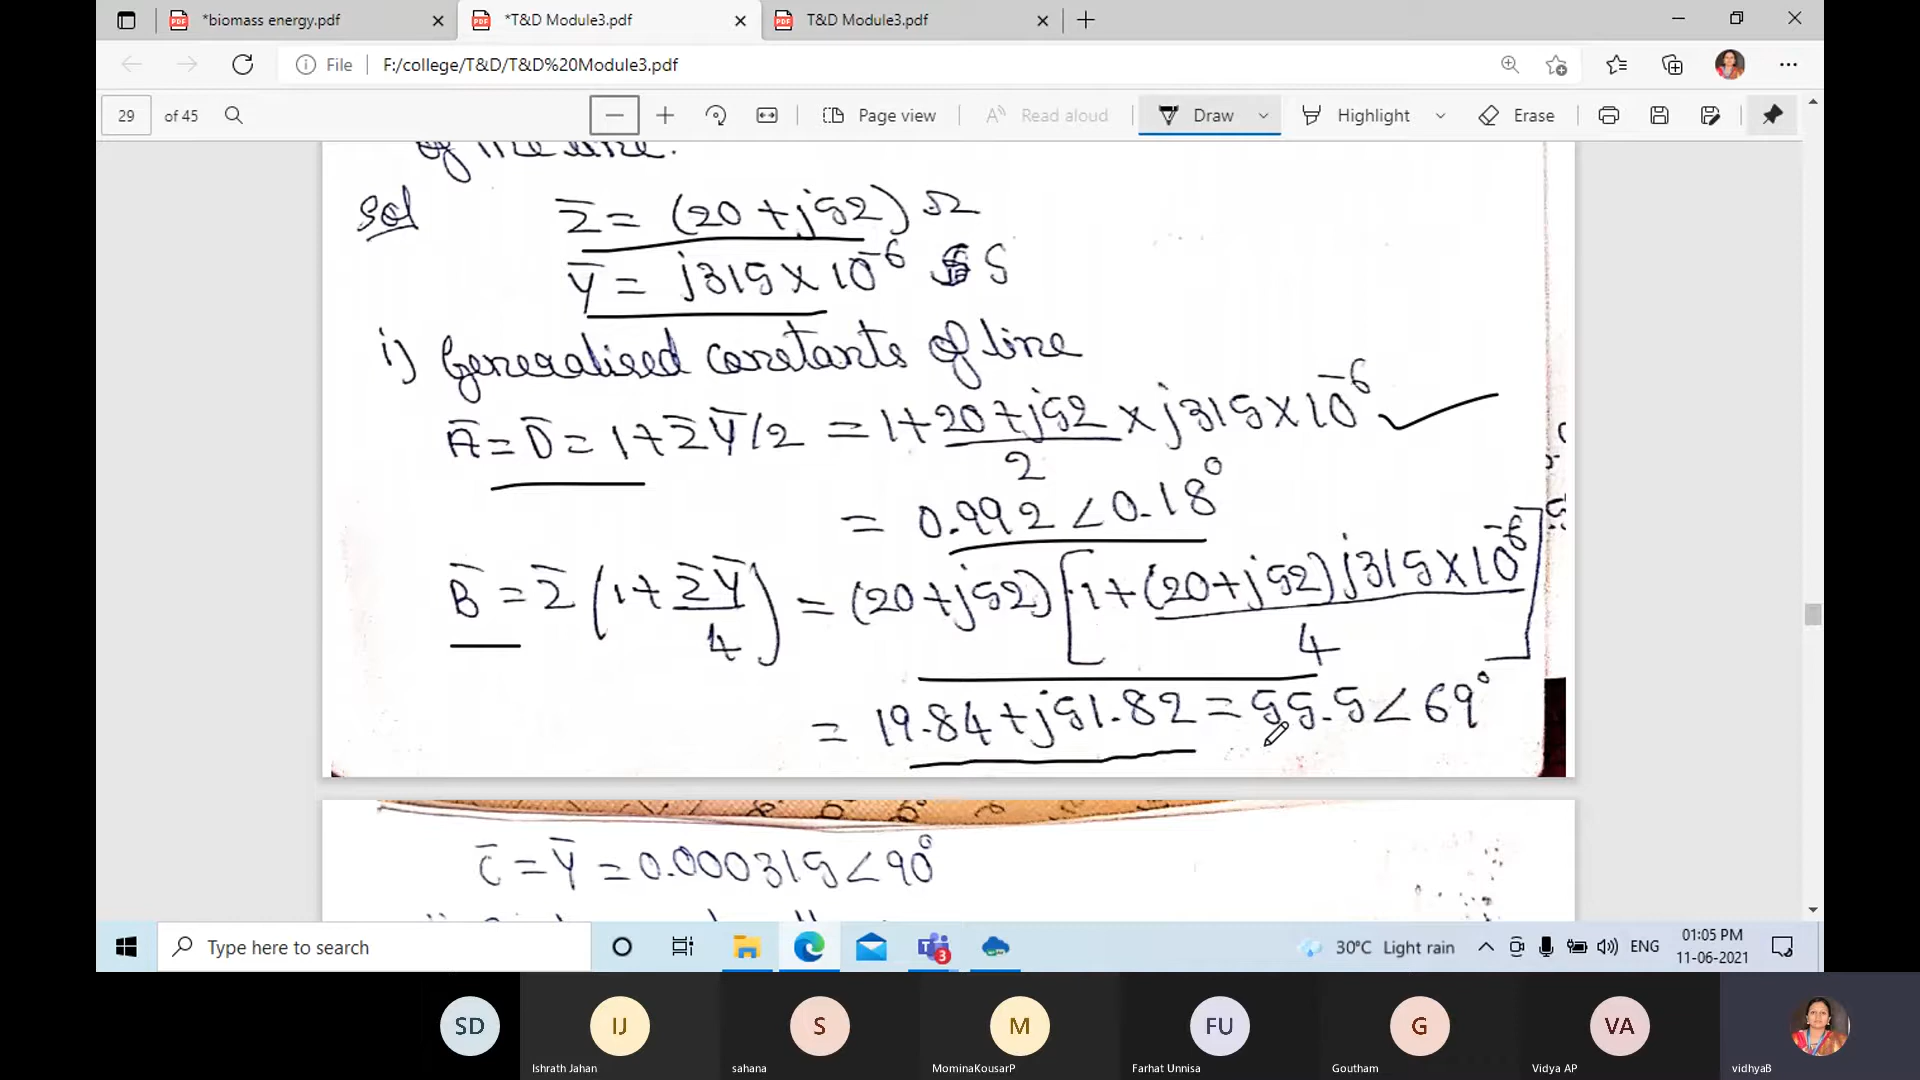 *biomass energy.pdf
*T&D Module3.pdf
T&D Module3.pdf
File F:/college/T&D/T&D%20Module3.pdf
29 of 45 Page view Read aloud Draw Highlight Erase
of the line.
Sol Z̅ = (20 + j52) Ω
Y̅ = j315 × 10⁻⁶ S
i) Generalised constants of line
A̅ = D̅ = 1 + Z̅Y̅/2 = 1 + (20 + j52)/2 × j315 × 10⁻⁶
= 0.992 ∠0.18°
B̅ = Z̅ (1 + Z̅Y̅/4) = (20 + j52) [1 + (20 + j52) j315 × 10⁻⁶/4]
= 19.84 + j51.82 = 55.5 ∠69°
C̅ = Y̅ = 0.000315 ∠90°
Type here to search
3
30°C Light rain
ENG
01:05 PM
11-06-2021
SD IJ S M FU G VA
Ishrath Jahan sahana MominaKousarP Farhat Unnisa Goutham Vidya AP vidhyaB